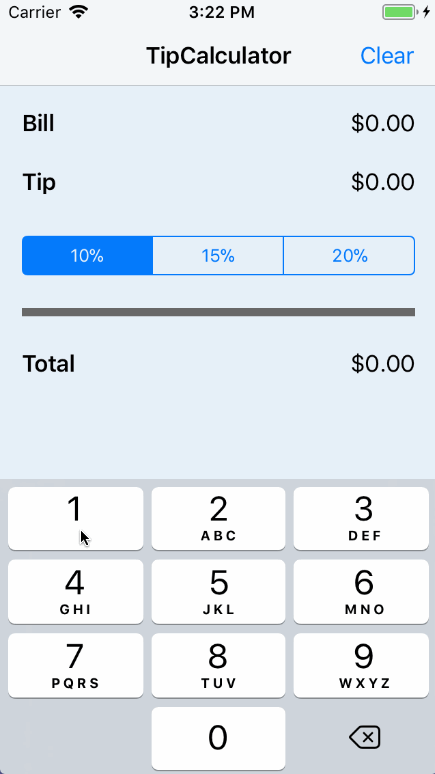 Carrier 3:22 PM
TipCalculator Clear
Bill $0.00
Tip $0.00
10% 15% 20%
Total $0.00
1 2 3
ABC DEF
4 5 6
GHI JKL MNO
7 8 9
PQRS TUV WXYZ
0